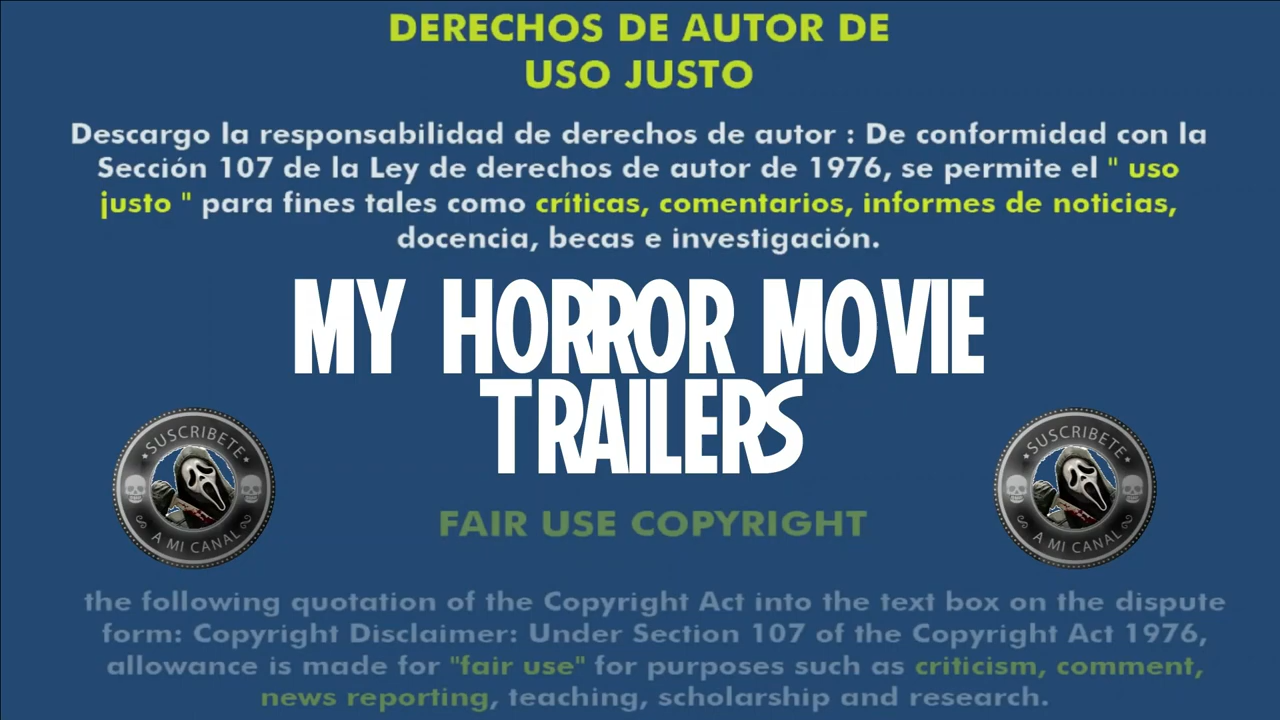 DERECHOS DE AUTOR DE
USO JUSTO
Descargo la responsabilidad de derechos de autor : De conformidad con la
Sección 107 de la Ley de derechos de autor de 1976, se permite el " uso
justo " para fines tales como críticas, comentarios, informes de noticias,
docencia, becas e investigación.
MY HORROR MOVIE
TRAILERS
SUSCRIBETE
A MI CANAL
SUSCRIBETE
A MI CANAL
FAIR USE COPYRIGHT
the following quotation of the Copyright Act into the text box on the dispute
form: Copyright Disclaimer: Under Section 107 of the Copyright Act 1976,
allowance is made for "fair use" for purposes such as criticism, comment,
news reporting, teaching, scholarship and research.